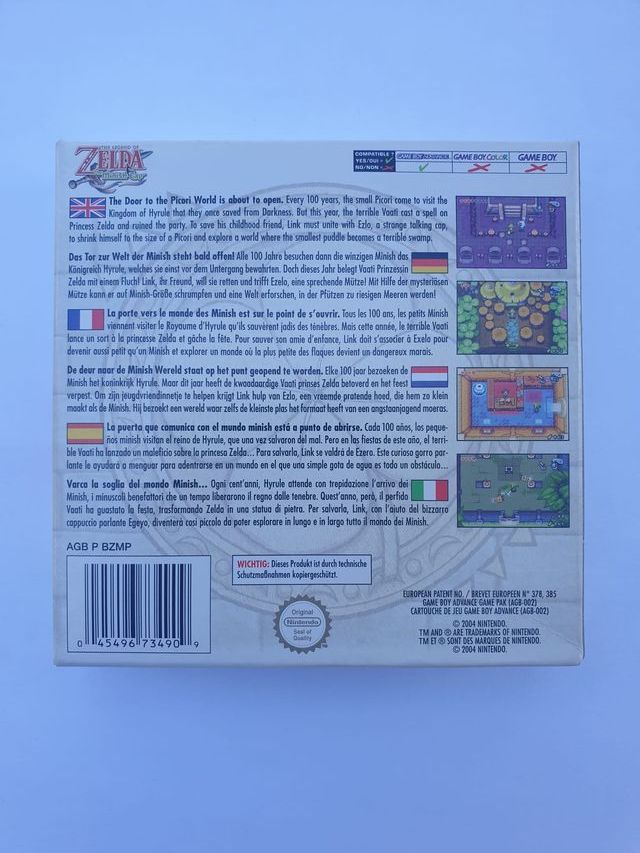 THE LEGEND OF
ZELDA
The Minish Cap
COMPATIBLE ?
YES/OUI =
NO/NON =
GAME BOY ADVANCE
GAME BOY COLOR
GAME BOY
The Door to the Picori World is about to open. Every 100 years, the small Picori come to visit the
Kingdom of Hyrule that they once saved from Darkness. But this year, the terrible Vaati cast a spell on
Princess Zelda and ruined the party. To save his childhood friend, Link must unite with Ezlo, a strange talking cap,
to shrink himself to the size of a Picori and explore a world where the smallest puddle becomes a terrible swamp.
Das Tor zur Welt der Minish steht bald offen! Alle 100 Jahre besuchen dann die winzigen Minish das
Königreich Hyrule, welches sie einst vor dem Untergang bewahrten. Doch dieses Jahr belegt Vaati Prinzessin
Zelda mit einem Fluch! Link, ihr Freund, will sie retten und trifft Ezelo, eine sprechende Mütze! Mit Hilfe der mysteriösen
Mütze kann er auf Minish-Größe schrumpfen und eine Welt erforschen, in der Pfützen zu riesigen Meeren werden!
La porte vers le monde des Minish est sur le point de s'ouvrir. Tous les 100 ans, les petits Minish
viennent visiter le Royaume d'Hyrule qu'ils sauvèrent jadis des ténèbres. Mais cette année, le terrible Vaati
lance un sort à la princesse Zelda et gâche la fête. Pour sauver son amie d'enfance, Link doit s'associer à Exelo pour
devenir aussi petit qu'un Minish et explorer un monde où la plus petite des flaques devient un dangereux marais.
De deur naar de Minish Wereld staat op het punt geopend te worden. Elke 100 jaar bezoeken de
Minish het koninkrijk Hyrule. Maar dit jaar heeft de kwaadaardige Vaati prinses Zelda betoverd en het feest
verpest. Om zijn jeugdvriendinnetje te helpen krijgt Link hulp van Ezlo, een vreemde pratende hoed, die hem zo klein
maakt als de Minish. Hij bezoekt een wereld waar zelfs de kleinste plas het formaat heeft van een angstaanjagend moeras.
La puerta que comunica con el mundo minish está a punto de abrirse. Cada 100 años, los peque-
ños minish visitan el reino de Hyrule, que una vez salvaron del mal. Pero en las fiestas de este año, el terri-
ble Vaati ha lanzado un maleficio sobre la princesa Zelda... Para salvarla, Link se valdrá de Ezero. Este curioso gorro par-
lante le ayudará a menguar para adentrarse en un mundo en el que una simple gota de agua es todo un obstáculo...
Varca la soglia del mondo Minish... Ogni cent'anni, Hyrule attende con trepidazione l'arrivo dei
Minish, i minuscoli benefattori che un tempo liberarono il regno dalle tenebre. Quest'anno, però, il perfido
Vaati ha guastato la festa, trasformando Zelda in una statua di pietra. Per salvarla, Link, con l'aiuto del bizzarro
cappuccio parlante Egeyo, diventerà così piccolo da poter esplorare in lungo e in largo tutto il mondo dei Minish.
AGB P BZMP
WICHTIG: Dieses Produkt ist durch technische
Schutzmaßnahmen kopiergeschützt.
0 45496 73490 9
Original
Nintendo
Seal of
Quality
EUROPEAN PATENT NO. / BREVET EUROPEEN N° 378, 385
GAME BOY ADVANCE GAME PAK (AGB-002)
CARTOUCHE DE JEU GAME BOY ADVANCE (AGB-002)
© 2004 NINTENDO.
TM AND ® ARE TRADEMARKS OF NINTENDO.
TM ET ® SONT DES MARQUES DE NINTENDO.
© 2004 NINTENDO.